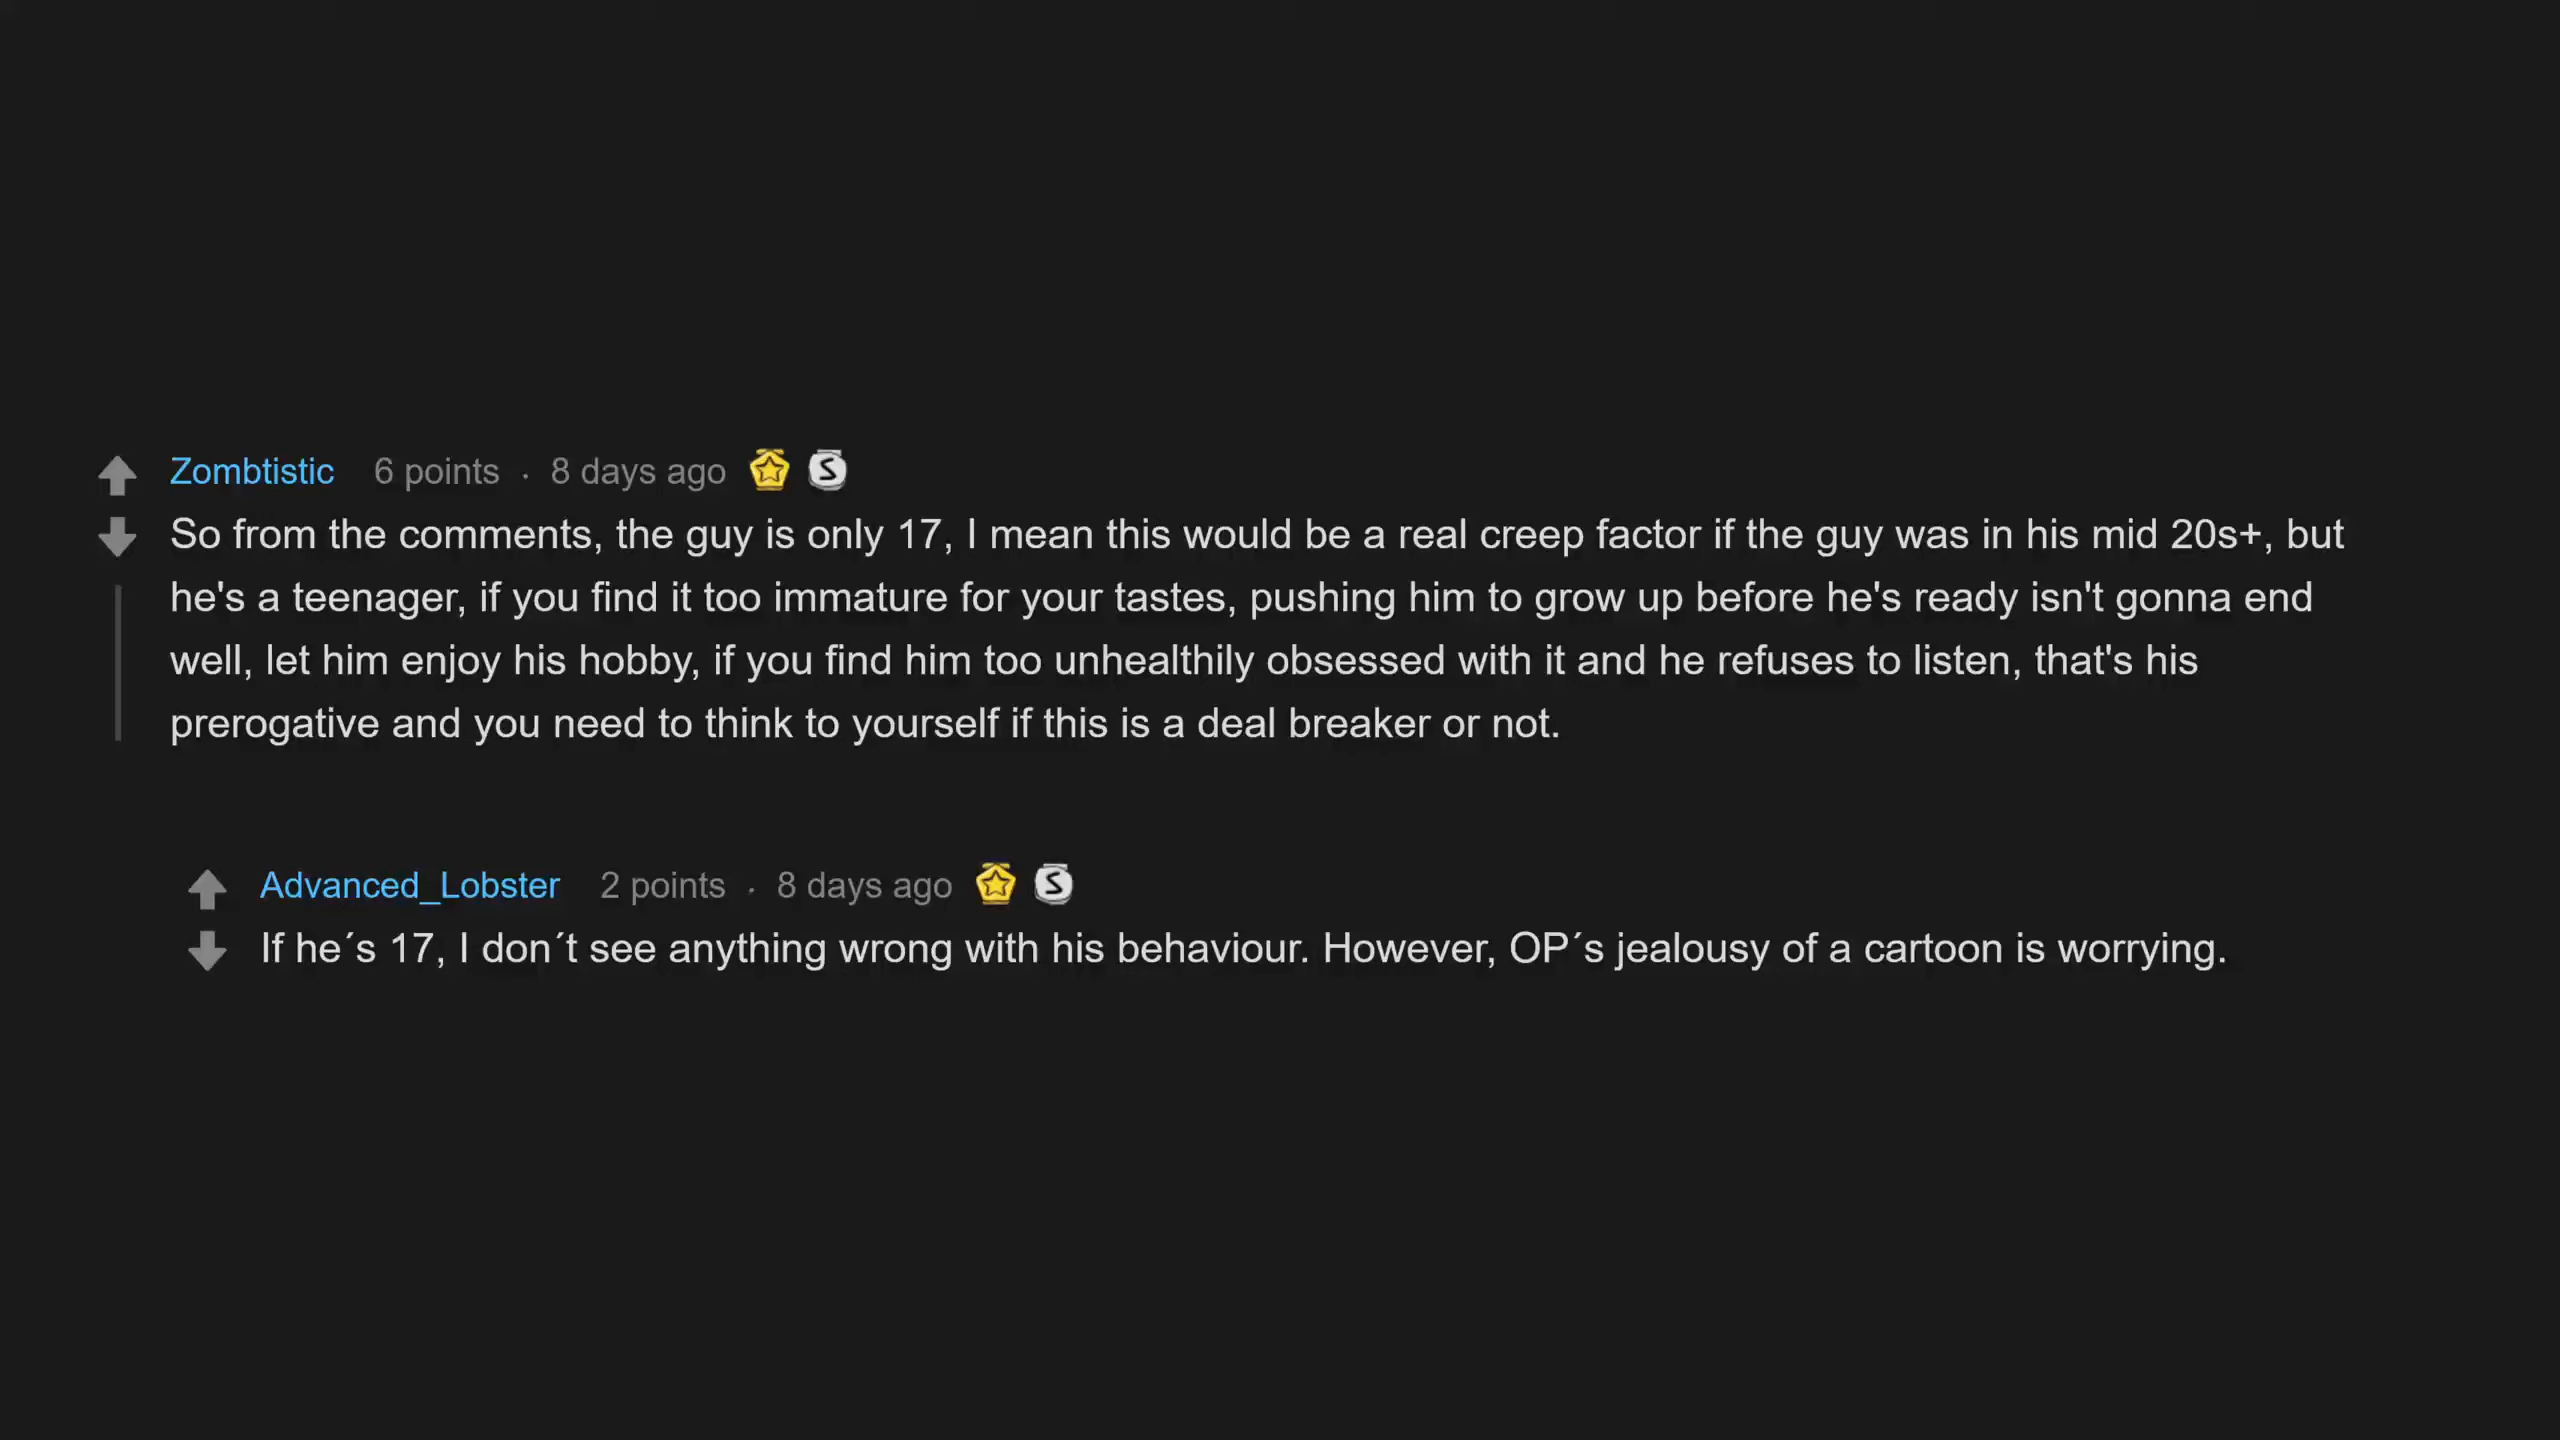 Zombtistic 6 points · 8 days ago
So from the comments, the guy is only 17, I mean this would be a real creep factor if the guy was in his mid 20s+, but
he's a teenager, if you find it too immature for your tastes, pushing him to grow up before he's ready isn't gonna end
well, let him enjoy his hobby, if you find him too unhealthily obsessed with it and he refuses to listen, that's his
prerogative and you need to think to yourself if this is a deal breaker or not.
Advanced_Lobster 2 points · 8 days ago
If he´s 17, I don´t see anything wrong with his behaviour. However, OP´s jealousy of a cartoon is worrying.